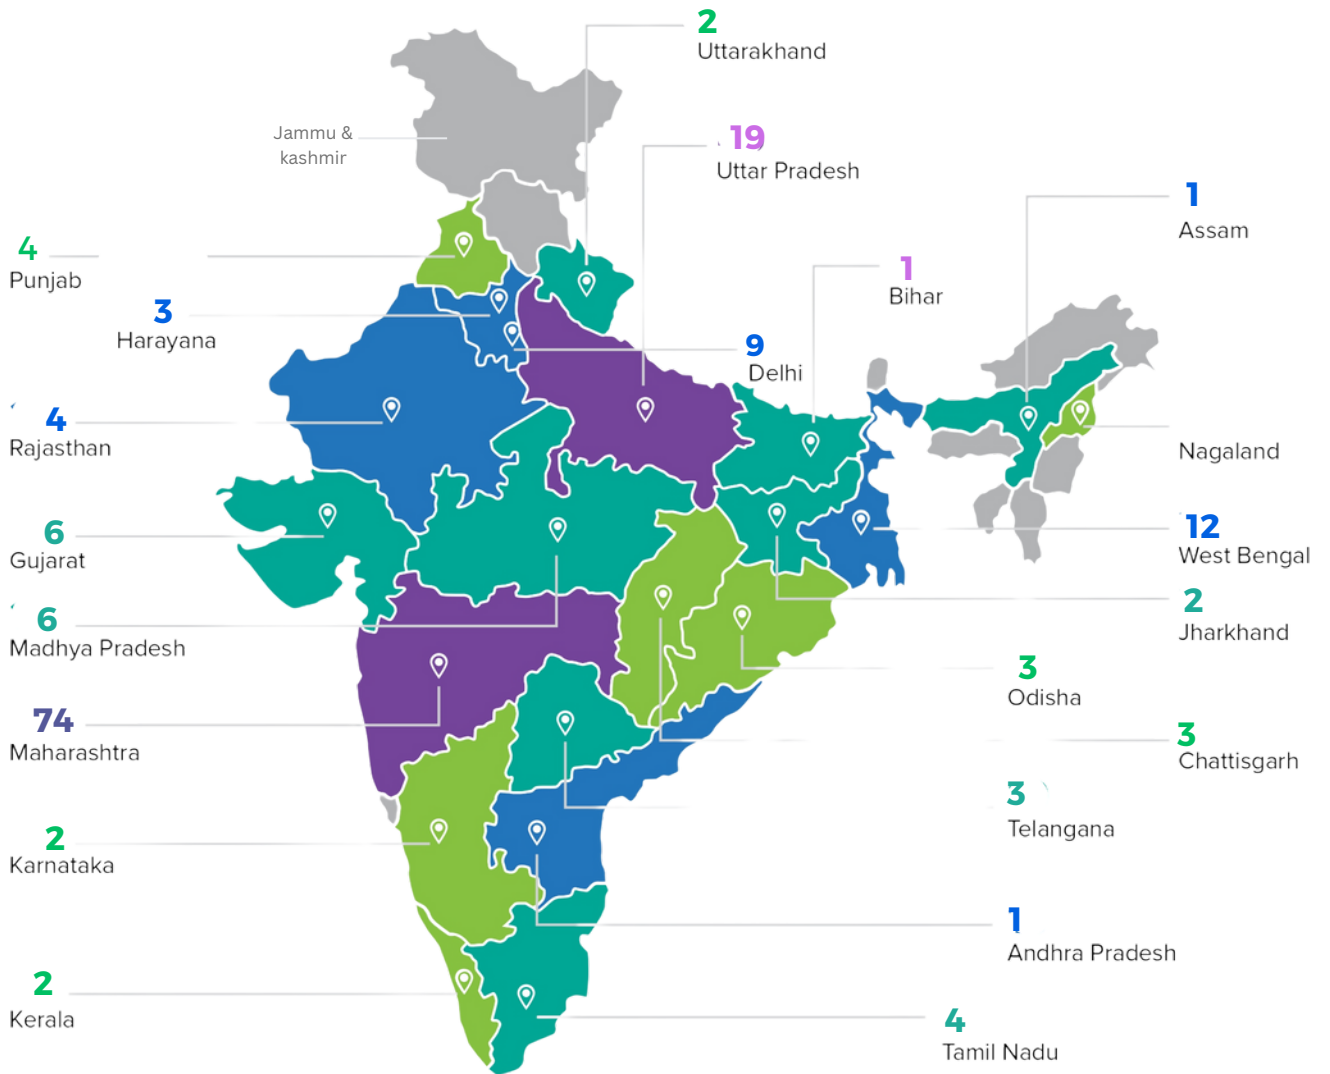 2
Uttarakhand
Jammu &
kashmir
19
Uttar Pradesh
1
Assam
4
Punjab
1
Bihar
3
Harayana
9
Delhi
4
Rajasthan
Nagaland
6
Gujarat
12
West Bengal
6
Madhya Pradesh
2
Jharkhand
3
Odisha
74
Maharashtra
3
Chattisgarh
3
Telangana
2
Karnataka
1
Andhra Pradesh
2
Kerala
4
Tamil Nadu